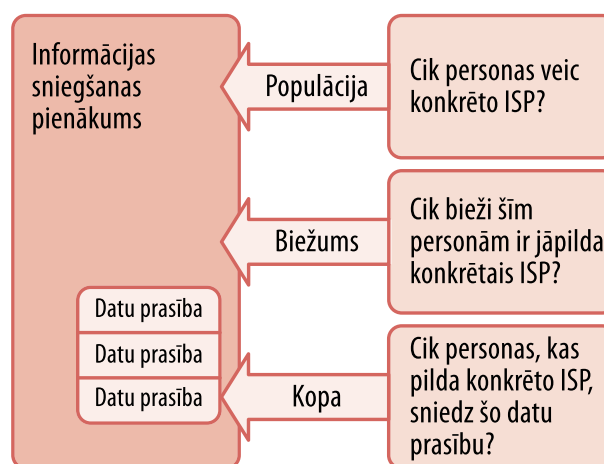 Informācijas
sniegšanas
pienākums
Populācija
Cik personas veic
konkrēto ISP?
Biežums
Cik bieži šīm
personām ir jāpilda
konkrētais ISP?
Datu prasība
Datu prasība
Datu prasība
Kopa
Cik personas, kas
pilda konkrēto ISP,
sniedz šo datu
prasību?